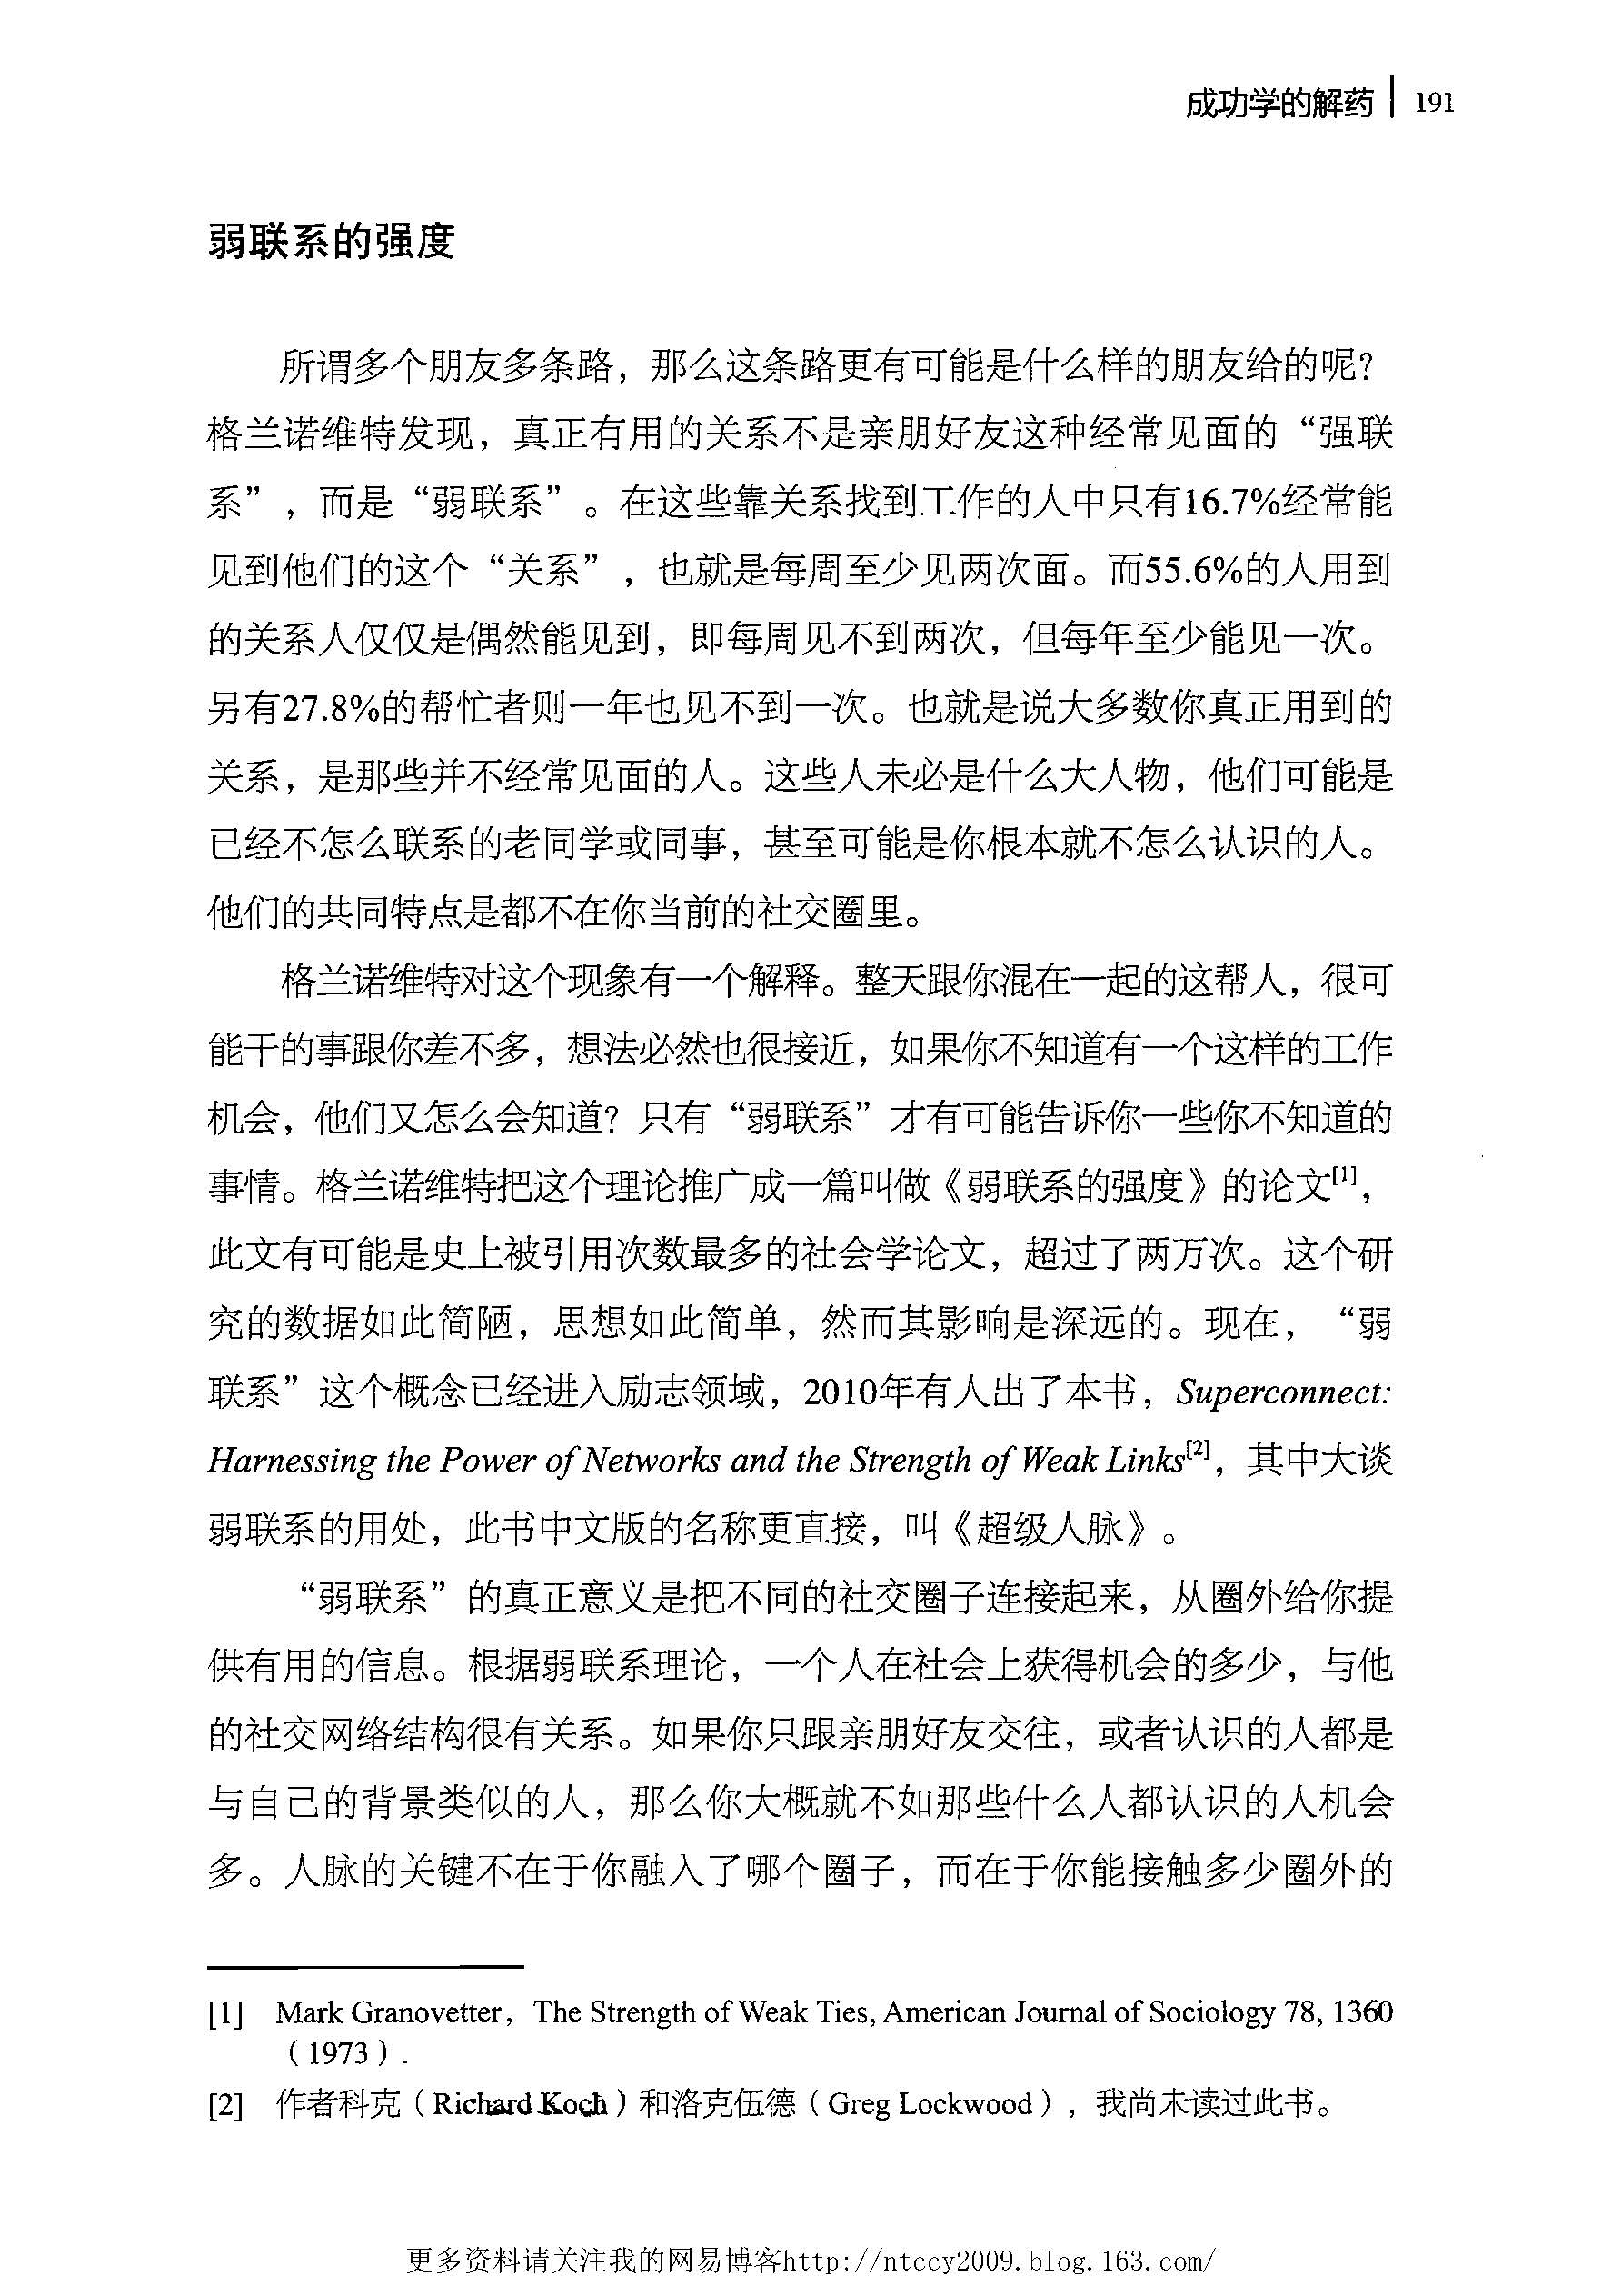 成功学的解药 191
弱联系的强度
所谓多个朋友多条路，那么这条路更有可能是什么样的朋友给的呢？
格兰诺维特发现，真正有用的关系不是亲朋好友这种经常见面的“强联
系”，而是“弱联系”。在这些靠关系找到工作的人中只有16.7%经常能
见到他们的这个“关系”，也就是每周至少见两次面。而55.6%的人用到
的关系人仅仅是偶然能见到，即每周见不到两次，但每年至少能见一次。
另有27.8%的帮忙者则一年也见不到一次。也就是说大多数你真正用到的
关系，是那些并不经常见面的人。这些人未必是什么大人物，他们可能是
已经不怎么联系的老同学或同事，甚至可能是你根本就不怎么认识的人。
他们的共同特点是都不在你当前的社交圈里。
格兰诺维特对这个现象有一个解释。整天跟你混在一起的这帮人，很可
能干的事跟你差不多，想法必然也很接近，如果你不知道有一个这样的工作
机会，他们又怎么会知道？只有“弱联系”才有可能告诉你一些你不知道的
事情。格兰诺维特把这个理论推广成一篇叫做《弱联系的强度》的论文[1]，
此文有可能是史上被引用次数最多的社会学论文，超过了两万次。这个研
究的数据如此简陋，思想如此简单，然而其影响是深远的。现在，“弱
联系”这个概念已经进入励志领域，2010年有人出了本书，Superconnect:
Harnessing the Power of Networks and the Strength of Weak Links[2]，其中大谈
弱联系的用处，此书中文版的名称更直接，叫《超级人脉》。
“弱联系”的真正意义是把不同的社交圈子连接起来，从圈外给你提
供有用的信息。根据弱联系理论，一个人在社会上获得机会的多少，与他
的社交网络结构很有关系。如果你只跟亲朋好友交往，或者认识的人都是
与自己的背景类似的人，那么你大概就不如那些什么人都认识的人机会
多。人脉的关键不在于你融入了哪个圈子，而在于你能接触多少圈外的
[1] Mark Granovetter，The Strength of Weak Ties, American Journal of Sociology 78, 1360
（1973）.
[2] 作者科克（Richard Koch）和洛克伍德（Greg Lockwood），我尚未读过此书。
更多资料请关注我的网易博客http://ntccy2009.blog.163.com/